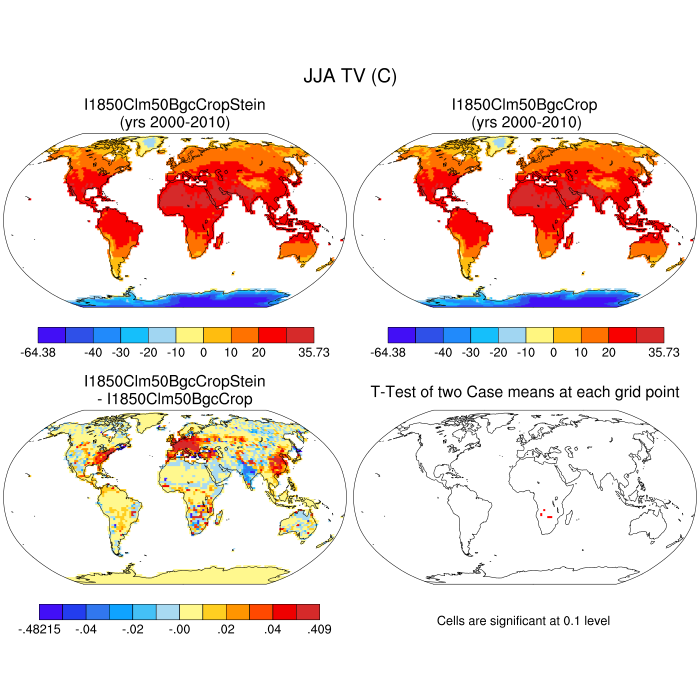 JJA TV (C)
I1850Clm50BgcCropStein
(yrs 2000-2010)
I1850Clm50BgcCrop
(yrs 2000-2010)
-64.38 -40 -30 -20 -10 0 10 20 35.73
-64.38 -40 -30 -20 -10 0 10 20 35.73
I1850Clm50BgcCropStein
- I1850Clm50BgcCrop
T-Test of two Case means at each grid point
-.48215 -.04 -.02 -.00 .02 .04 .409
Cells are significant at 0.1 level